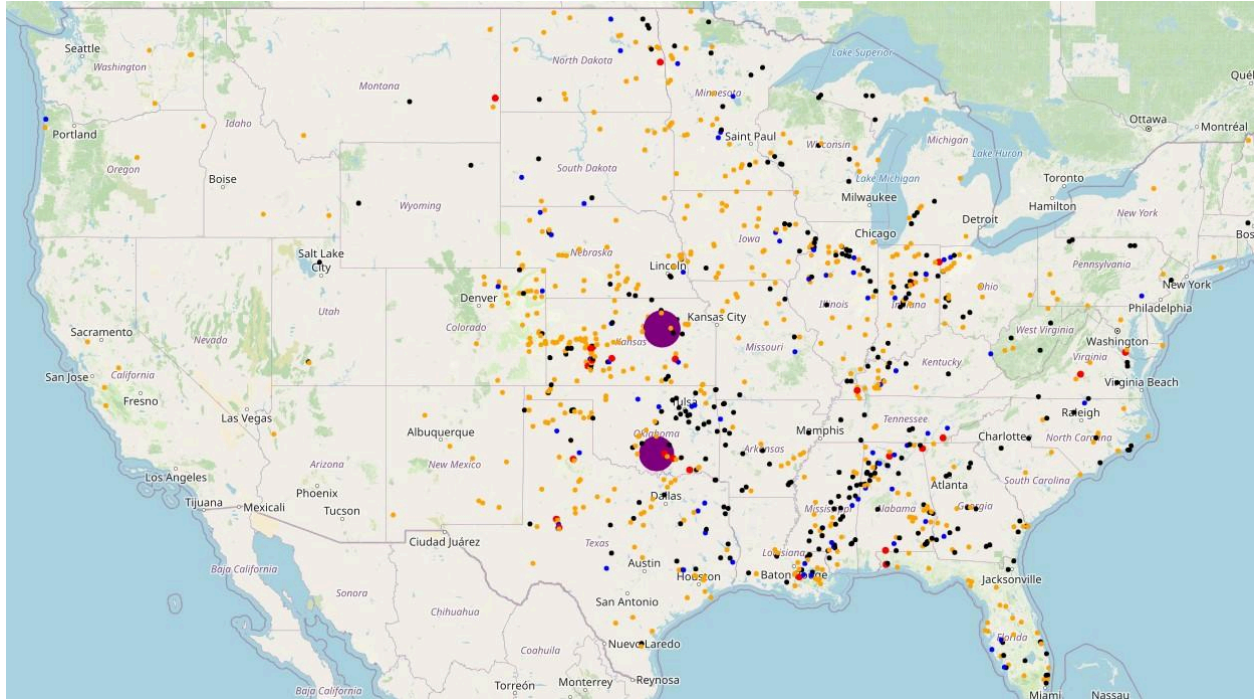 Seattle
Washington
North Dakota
Lake Superior
Québ
Montana
Minnesota
Ottawa
Montréal
Portland
Idaho
Saint Paul
Wisconsin
Michigan
Lake Huron
Oregon
Boise
South Dakota
Lake Michigan
Toronto
Wyoming
Milwaukee
Hamilton
New York
Detroit
Chicago
Iowa
Bos
Salt Lake
City
Nebraska
Lincoln
Pennsylvania
New York
Denver
Ohio
Illinois
Indiana
Philadelphia
Utah
Kansas City
Sacramento
Nevada
Colorado
Kansas
Missouri
West Virginia
Washington
San Jose
California
Fresno
Kentucky
Virginia
Virginia Beach
Las Vegas
Tulsa
Raleigh
Albuquerque
Oklahoma
Memphis
Tennessee
Charlotte
North Carolina
Arizona
New Mexico
Arkansas
Los Angeles
Phoenix
Atlanta
South Carolina
Tijuana
Mexicali
Tucson
Dallas
Mississippi
Alabama
Georgia
Ciudad Juárez
Texas
Louisiana
Baja California
Austin
Houston
Baton Rouge
Jacksonville
Sonora
Chihuahua
San Antonio
Coahuila
Nuevo Laredo
Florida
Baja California
Torreón
Monterrey
Reynosa
Miami
Nassau